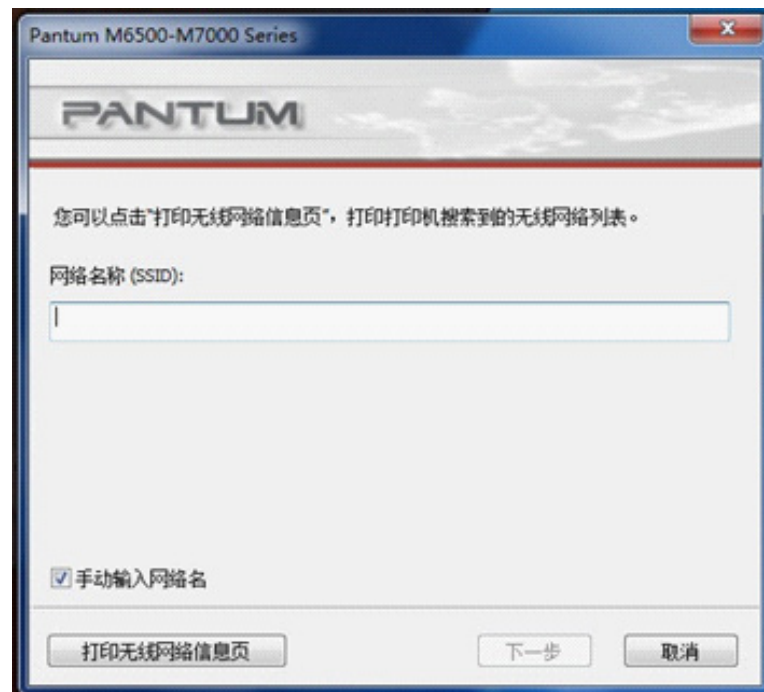 Pantum M6500-M7000 Series
PANTUM
您可以点击"打印无线网络信息页"，打印打印机搜索到的无线网络列表。
网络名称 (SSID):
手动输入网络名
打印无线网络信息页
下一步
取消